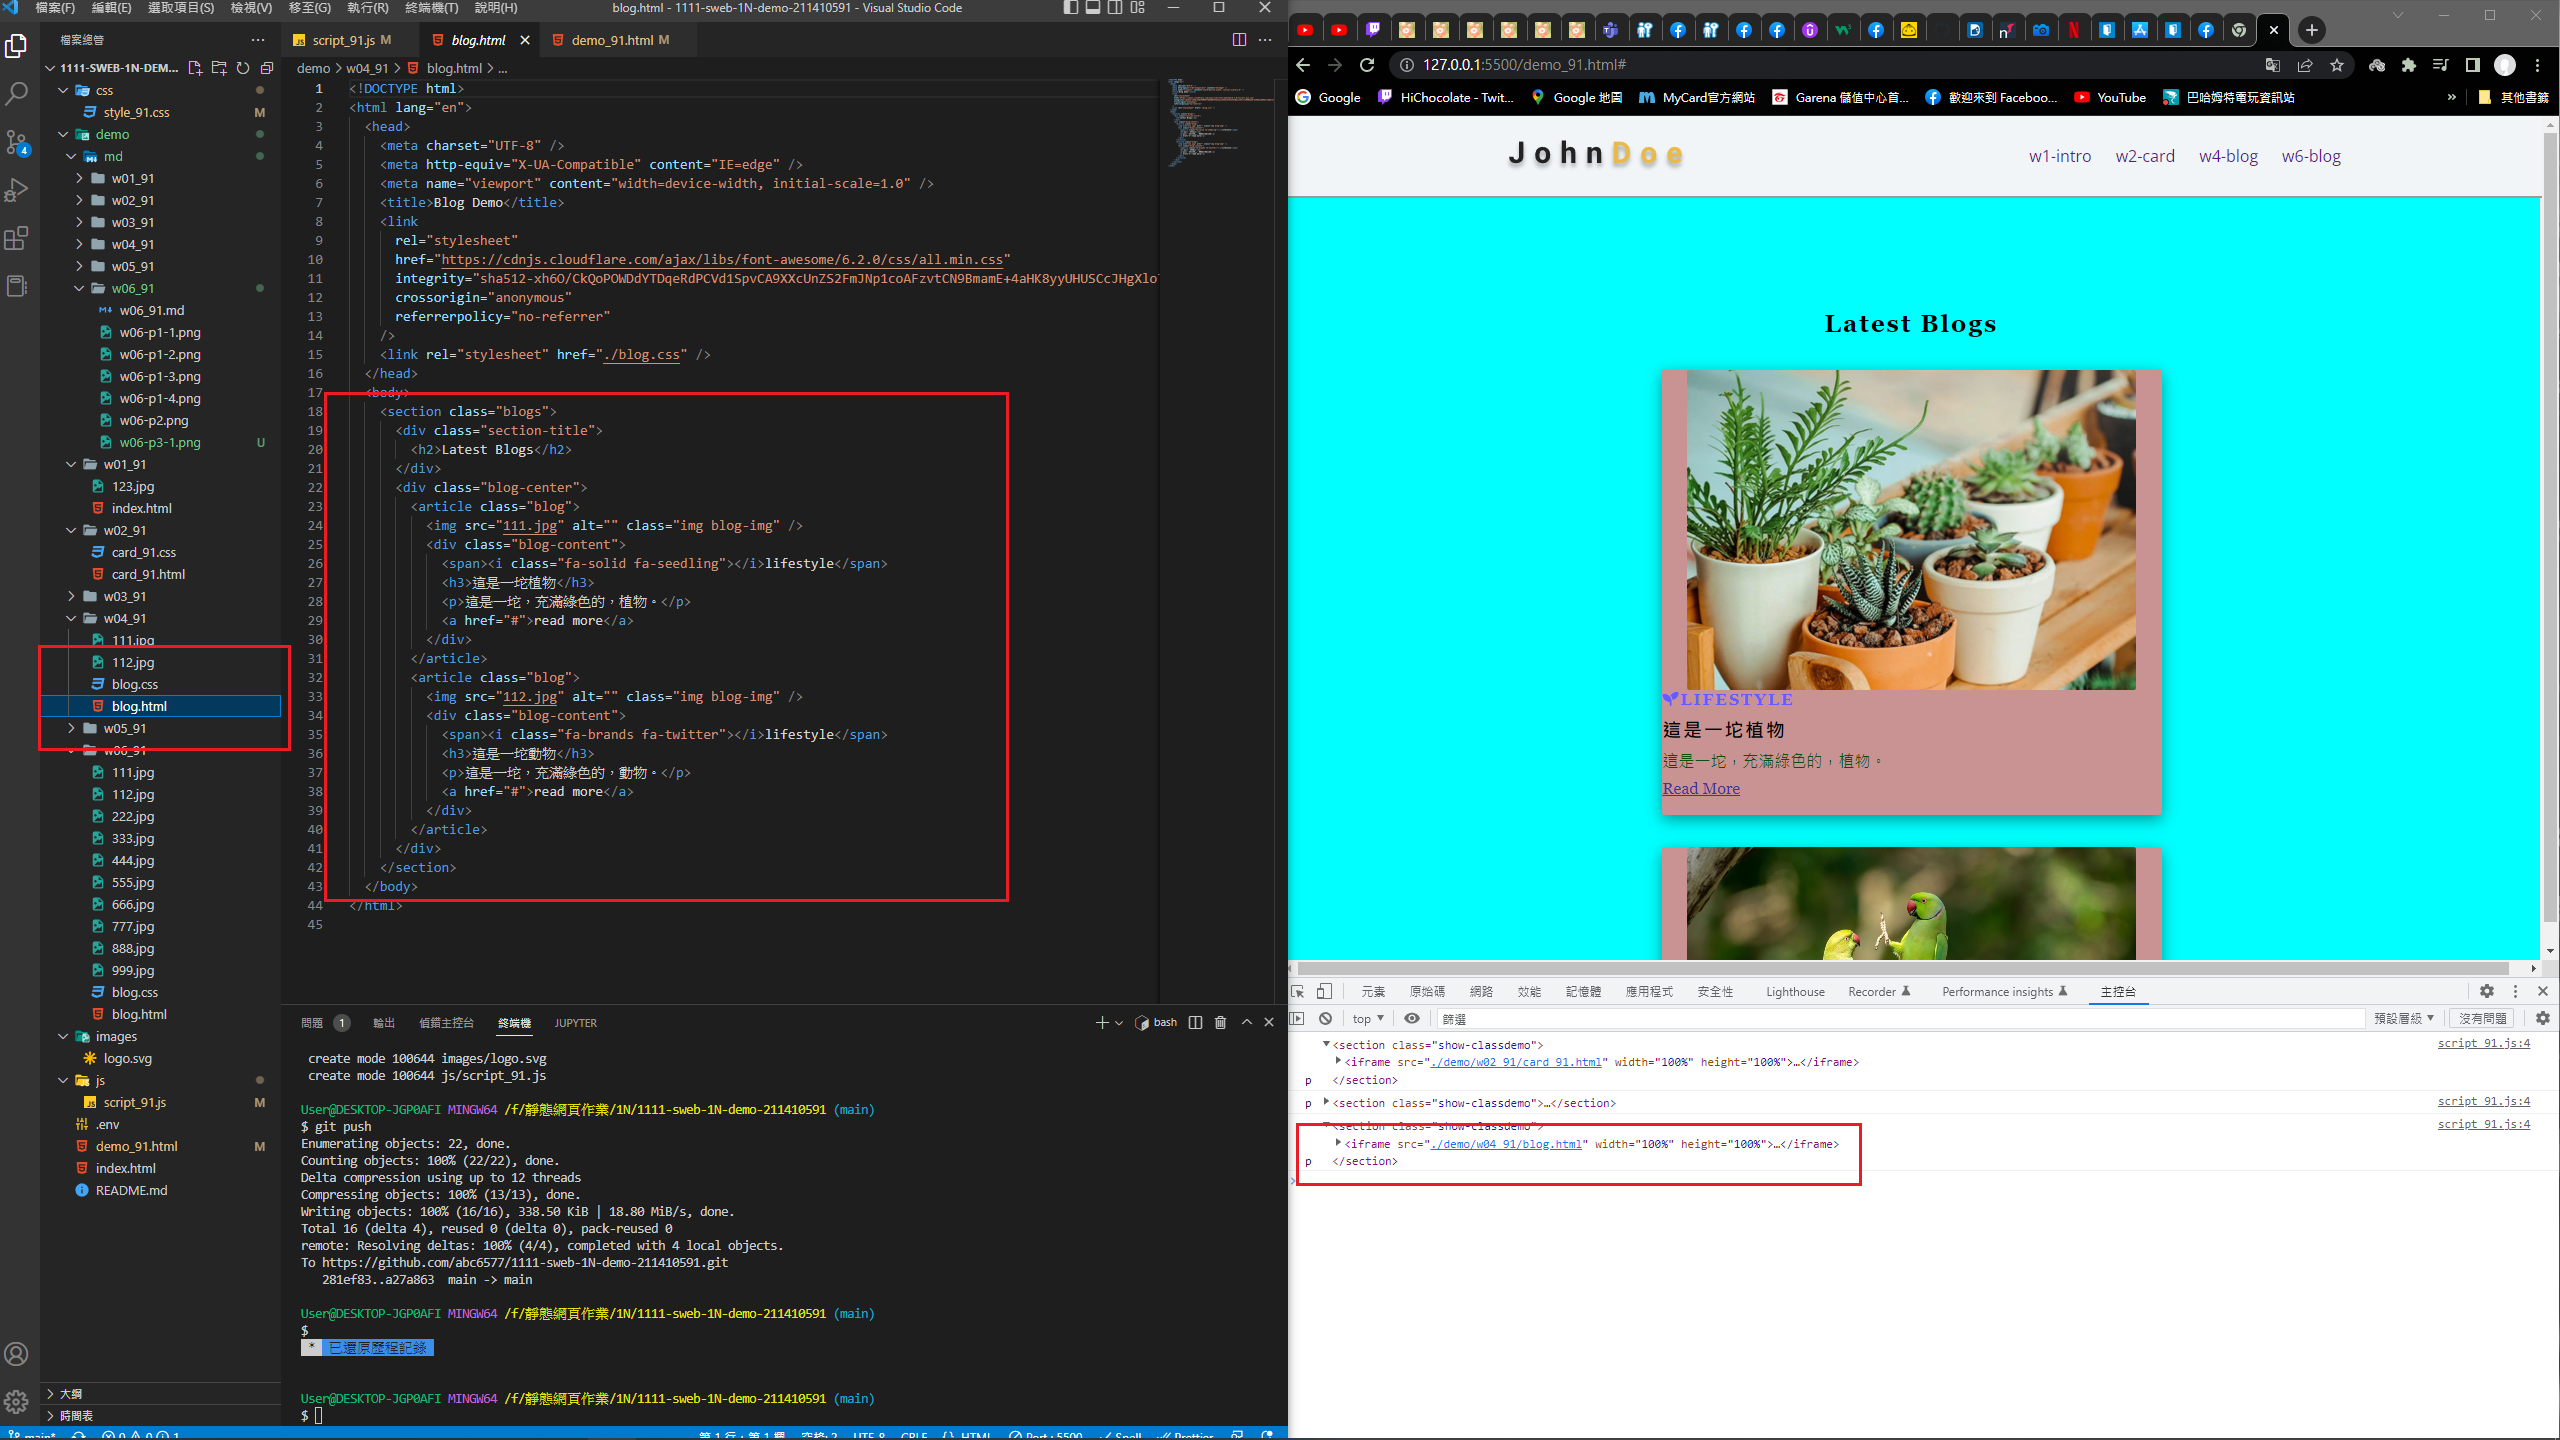 檔案(F) 編輯(E) 選取項目(S) 檢視(V) 移至(G) 執行(R) 終端機(T) 說明(H) blog.html - 1111-sweb-1N-demo-211410591 - Visual Studio Code
檔案總管
1111-SWEB-1N-DEM...
css
style_91.css M
demo
md
w01_91
w02_91
w03_91
w04_91
w05_91
w06_91
w06_91.md
w06-p1-1.png
w06-p1-2.png
w06-p1-3.png
w06-p1-4.png
w06-p2.png
w06-p3-1.png U
w01_91
123.jpg
index.html
w02_91
card_91.css
card_91.html
w03_91
w04_91
111.jpg
112.jpg
blog.css
blog.html
w05_91
w06_91
111.jpg
112.jpg
222.jpg
333.jpg
444.jpg
555.jpg
666.jpg
777.jpg
888.jpg
999.jpg
blog.css
blog.html
images
logo.svg
js
script_91.js M
.env
demo_91.html M
index.html
README.md
大綱
時間表
4
script_91.js M blog.html demo_91.html M
demo > w04_91 > blog.html > ...
1 <!DOCTYPE html>
2 <html lang="en">
3 <head>
4 <meta charset="UTF-8" />
5 <meta http-equiv="X-UA-Compatible" content="IE=edge" />
6 <meta name="viewport" content="width=device-width, initial-scale=1.0" />
7 <title>Blog Demo</title>
8 <link
9 rel="stylesheet"
10 href="https://cdnjs.cloudflare.com/ajax/libs/font-awesome/6.2.0/css/all.min.css"
11 integrity="sha512-xh6O/CkQoPOWDdYTDqeRdPCVd1SpvCA9XXcUnZS2FmJNp1coAFzvtCN9BmamE+4aHK8yyUHUSCcJHgXlo
12 crossorigin="anonymous"
13 referrerpolicy="no-referrer"
14 />
15 <link rel="stylesheet" href="./blog.css" />
16 </head>
17 <body>
18 <section class="blogs">
19 <div class="section-title">
20 <h2>Latest Blogs</h2>
21 </div>
22 <div class="blog-center">
23 <article class="blog">
24 <img src="111.jpg" alt="" class="img blog-img" />
25 <div class="blog-content">
26 <span><i class="fa-solid fa-seedling"></i>lifestyle</span>
27 <h3>這是一坨植物</h3>
28 <p>這是一坨，充滿綠色的，植物。</p>
29 <a href="#">read more</a>
30 </div>
31 </article>
32 <article class="blog">
33 <img src="112.jpg" alt="" class="img blog-img" />
34 <div class="blog-content">
35 <span><i class="fa-brands fa-twitter"></i>lifestyle</span>
36 <h3>這是一坨動物</h3>
37 <p>這是一坨，充滿綠色的，動物。</p>
38 <a href="#">read more</a>
39 </div>
40 </article>
41 </div>
42 </section>
43 </body>
44 </html>
45
問題 1 輸出 偵錯主控台 終端機 JUPYTER bash
create mode 100644 images/logo.svg
create mode 100644 js/script_91.js
User@DESKTOP-JGP0AFI MINGW64 /f/靜態網頁作業/1N/1111-sweb-1N-demo-211410591 (main)
$ git push
Enumerating objects: 22, done.
Counting objects: 100% (22/22), done.
Delta compression using up to 12 threads
Compressing objects: 100% (13/13), done.
Writing objects: 100% (16/16), 338.50 KiB | 18.80 MiB/s, done.
Total 16 (delta 4), reused 0 (delta 0), pack-reused 0
remote: Resolving deltas: 100% (4/4), completed with 4 local objects.
To https://github.com/abc6577/1111-sweb-1N-demo-211410591.git
281ef83..a27a863 main -> main
User@DESKTOP-JGP0AFI MINGW64 /f/靜態網頁作業/1N/1111-sweb-1N-demo-211410591 (main)
$
* 已還原歷程記錄
User@DESKTOP-JGP0AFI MINGW64 /f/靜態網頁作業/1N/1111-sweb-1N-demo-211410591 (main)
$
main* 0 0 1 第 1 行，第 1 欄 空格: 2 UTF-8 CRLF HTML Port : 5500 Spell Prettier
127.0.0.1:5500/demo_91.html#
Google HiChocolate - Twit... Google 地圖 MyCard官方網站 Garena 儲值中心首... 歡迎來到 Faceboo... YouTube 巴哈姆特電玩資訊站 » 其他書籤
JohnDoe w1-intro w2-card w4-blog w6-blog
Latest Blogs
LIFESTYLE
這是一坨植物
這是一坨，充滿綠色的，植物。
Read More
元素 原始碼 網路 效能 記憶體 應用程式 安全性 Lighthouse Recorder Performance insights 主控台
top 篩選 預設層級 沒有問題
<section class="show-classdemo"> script_91.js:4
<iframe src="./demo/w02_91/card_91.html" width="100%" height="100%">…</iframe>
p </section>
p <section class="show-classdemo">…</section> script_91.js:4
<section class="show-classdemo"> script_91.js:4
<iframe src="./demo/w04_91/blog.html" width="100%" height="100%">…</iframe>
p </section>